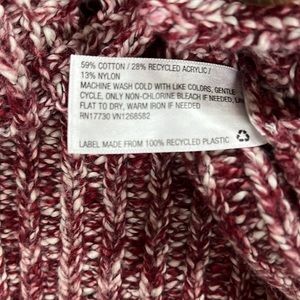 59% COTTON / 28% RECYCLED ACRYLIC /
13% NYLON
MACHINE WASH COLD WITH LIKE COLORS, GENTLE
CYCLE, ONLY NON-CHLORINE BLEACH IF NEEDED,
FLAT TO DRY, WARM IRON IF NEEDED
RN17730 VN1268582
LABEL MADE FROM 100% RECYCLED PLASTIC